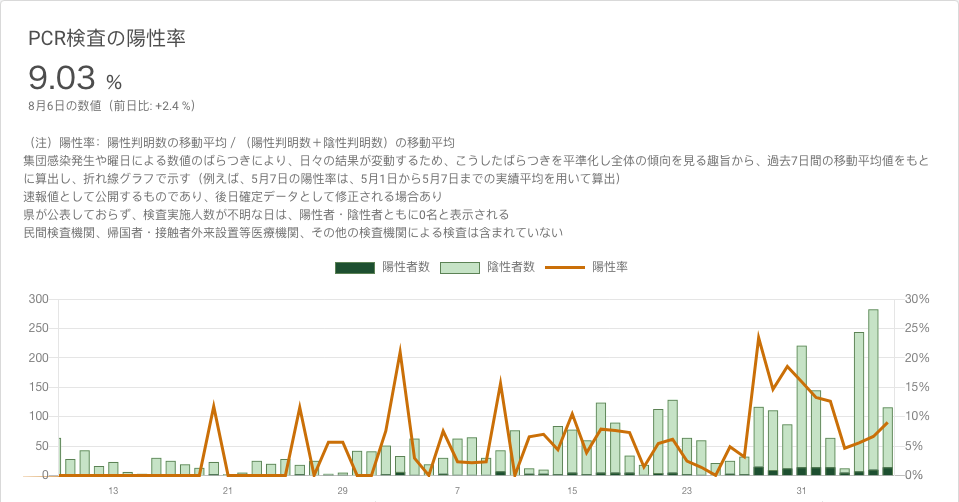 PCR検査の陽性率
9.03 %
8月6日の数値（前日比: +2.4 %）
（注）陽性率：陽性判明数の移動平均 / （陽性判明数＋陰性判明数）の移動平均
集団感染発生や曜日による数値のばらつきにより、日々の結果が変動するため、こうしたばらつきを平準化し全体の傾向を見る趣旨から、過去7日間の移動平均値をもと
に算出し、折れ線グラフで示す（例えば、5月7日の陽性率は、5月1日から5月7日までの実績平均を用いて算出）
速報値として公開するものであり、後日確定データとして修正される場合あり
県が公表しておらず、検査実施人数が不明な日は、陽性者・陰性者ともに0名と表示される
民間検査機関、帰国者・接触者外来設置等医療機関、その他の検査機関による検査は含まれていない
陽性者数 陰性者数 陽性率
300 30%
250 25%
200 20%
150 15%
100 10%
50 5%
0 0%
13 21 29 7 15 23 31